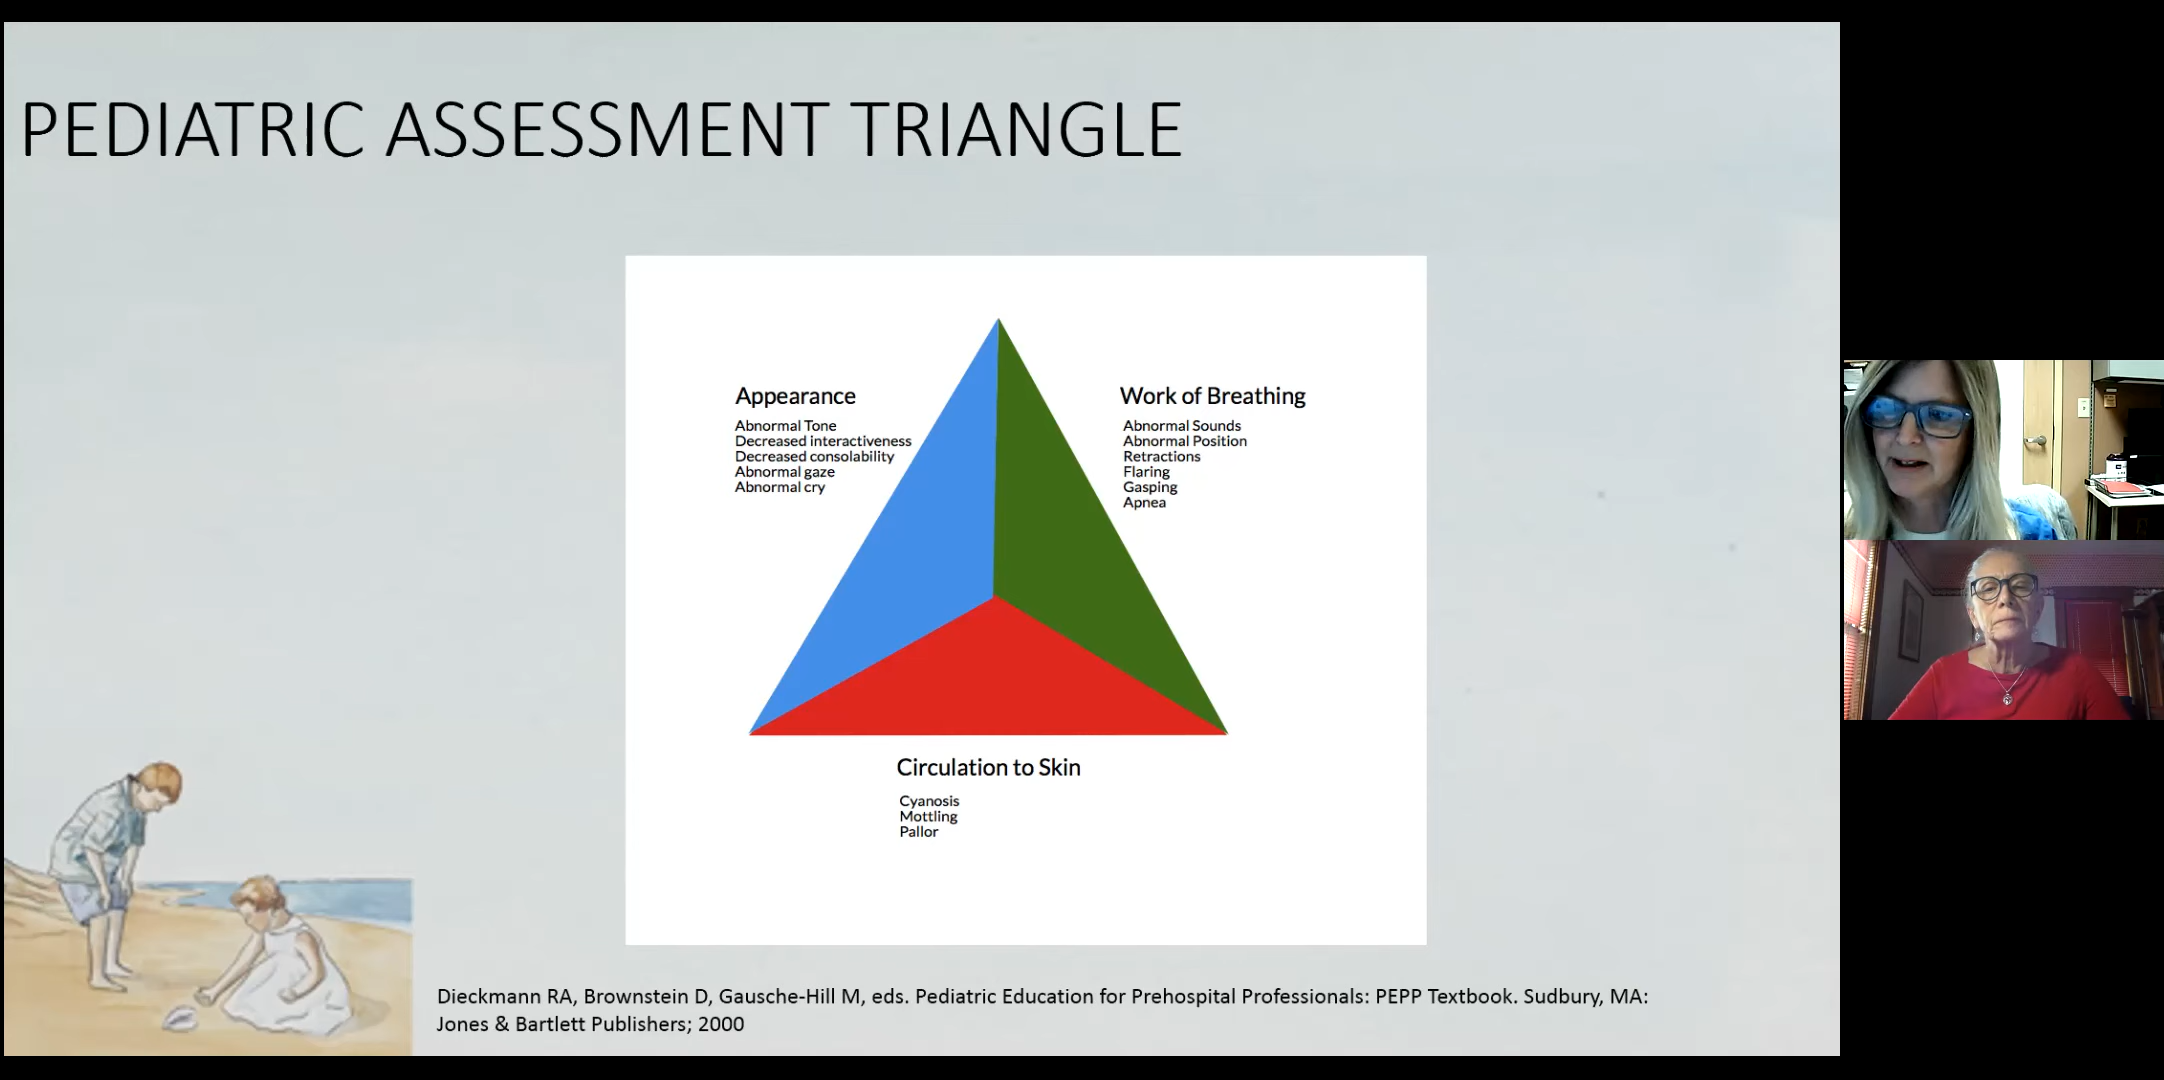 PEDIATRIC ASSESSMENT TRIANGLE
Appearance
Abnormal Tone
Decreased interactiveness
Decreased consolability
Abnormal gaze
Abnormal cry
Work of Breathing
Abnormal Sounds
Abnormal Position
Retractions
Flaring
Gasping
Apnea
Circulation to Skin
Cyanosis
Mottling
Pallor
Dieckmann RA, Brownstein D, Gausche-Hill M, eds. Pediatric Education for Prehospital Professionals: PEPP Textbook. Sudbury, MA:
Jones & Bartlett Publishers; 2000